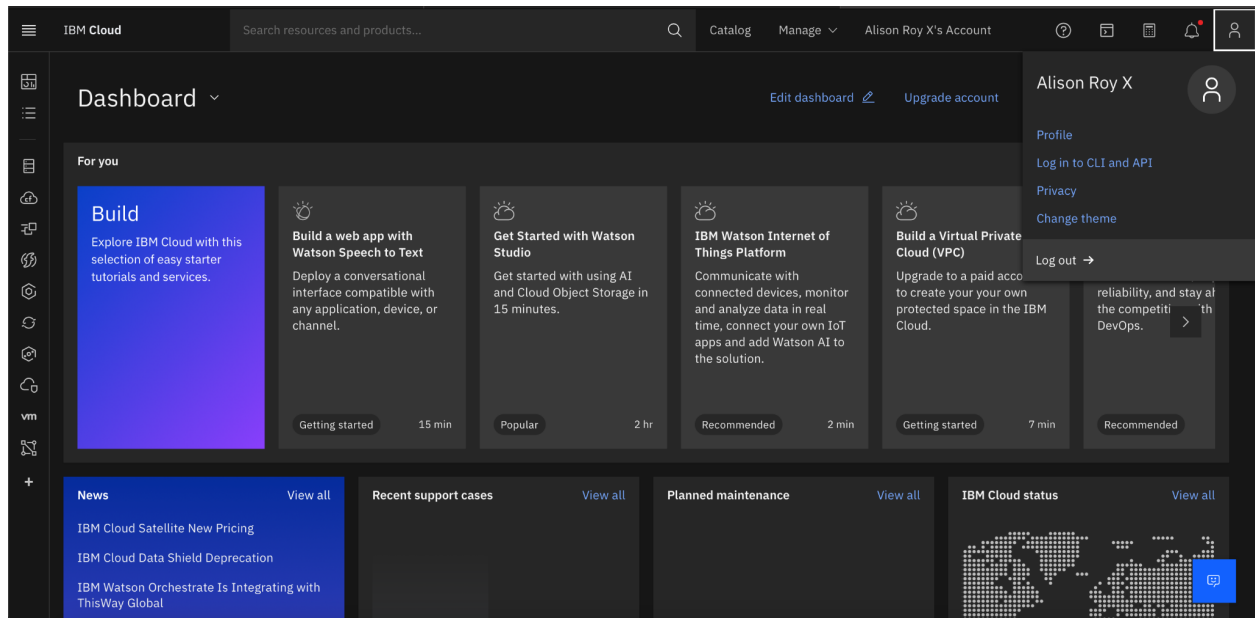 IBM Cloud
Search resources and products...
Catalog
Manage
Alison Roy X's Account
Alison Roy X
Profile
Log in to CLI and API
Privacy
Change theme
Log out →
Dashboard
Edit dashboard
Upgrade account
For you
Build
Explore IBM Cloud with this
selection of easy starter
tutorials and services.
Build a web app with
Watson Speech to Text
Deploy a conversational
interface compatible with
any application, device, or
channel.
Getting started
15 min
Get Started with Watson
Studio
Get started with using AI
and Cloud Object Storage in
15 minutes.
Popular
2 hr
IBM Watson Internet of
Things Platform
Communicate with
connected devices, monitor
and analyze data in real
time, connect your own IoT
apps and add Watson AI to
the solution.
Recommended
2 min
Build a Virtual Private
Cloud (VPC)
Upgrade to a paid acco
to create your your own
protected space in the IBM
Cloud.
Getting started
7 min
reliability, and stay
the
DevOps.
Recommended
vm
News
View all
IBM Cloud Satellite New Pricing
IBM Cloud Data Shield Deprecation
IBM Watson Orchestrate Is Integrating with
ThisWay Global
Recent support cases
View all
Planned maintenance
View all
IBM Cloud status
View all